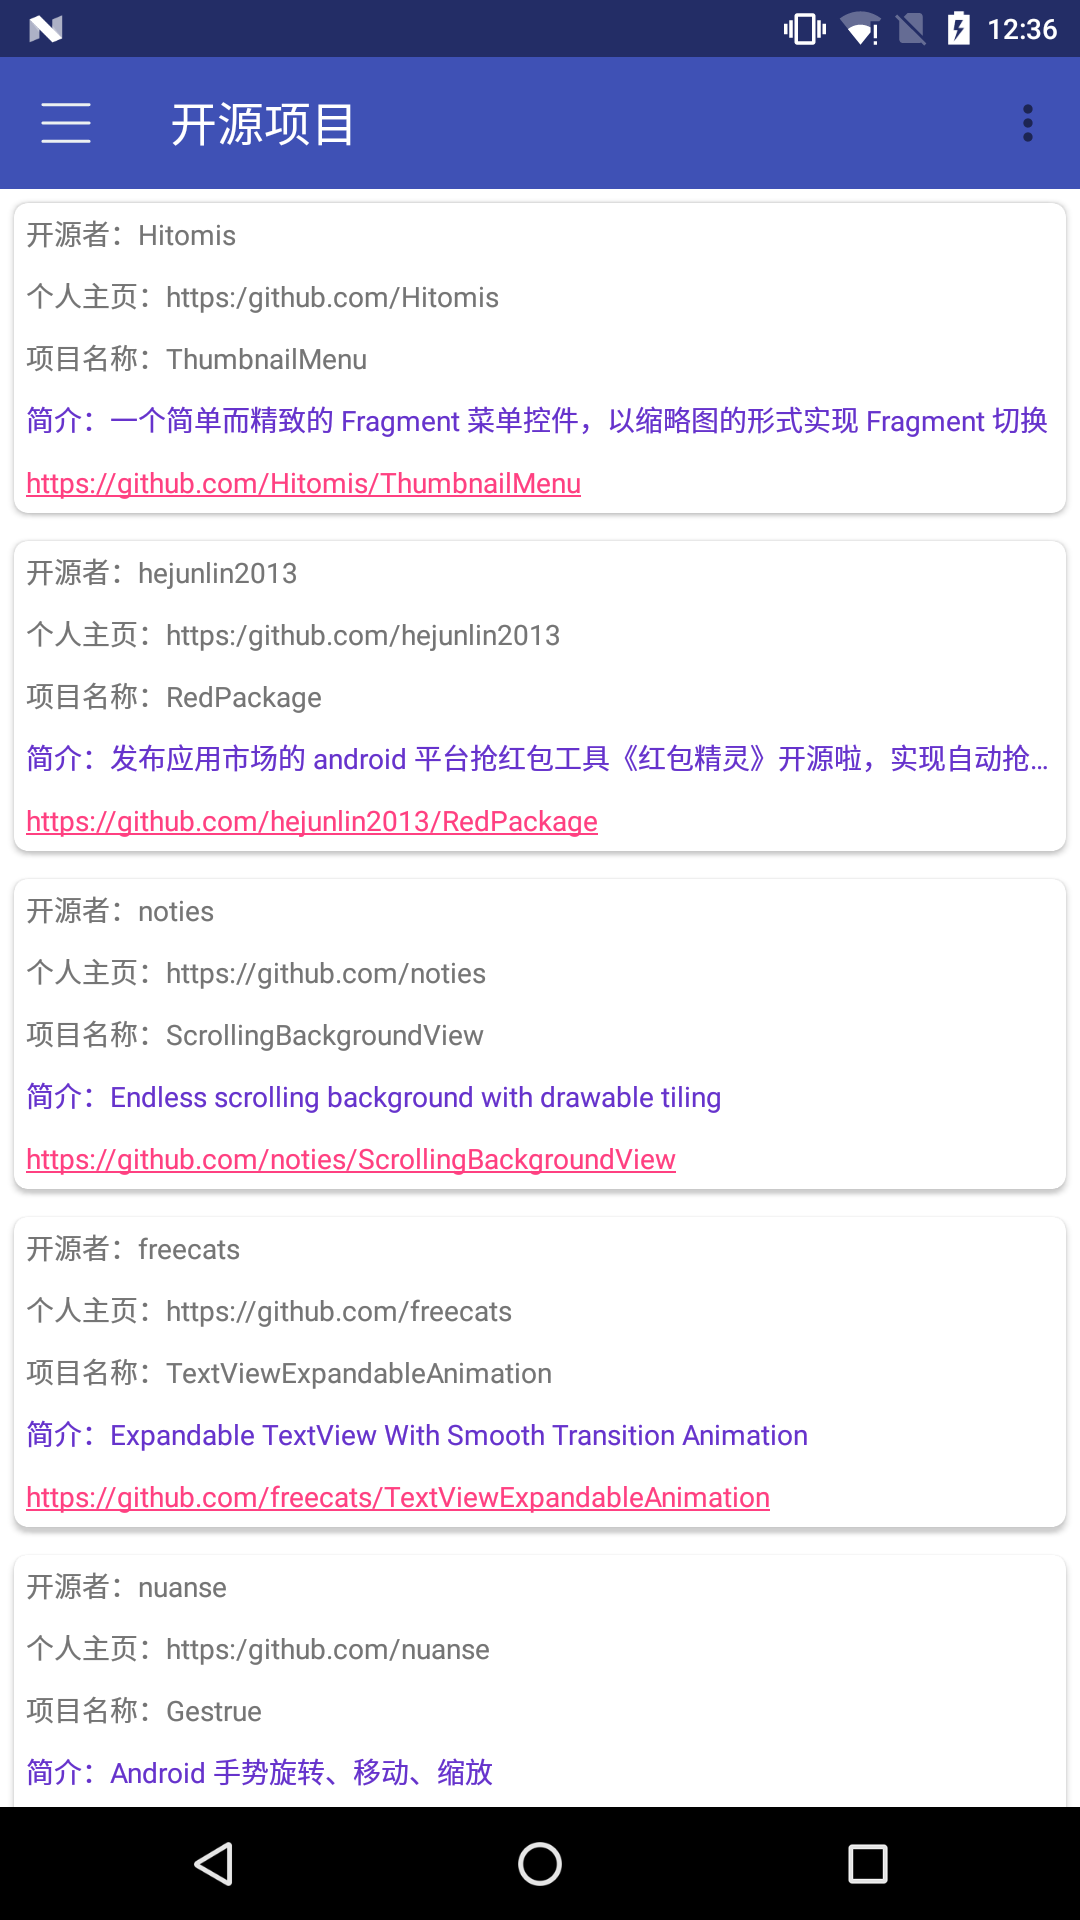 12:36
开源项目
开源者：Hitomis
个人主页：https:/github.com/Hitomis
项目名称：ThumbnailMenu
简介：一个简单而精致的 Fragment 菜单控件，以缩略图的形式实现 Fragment 切换
https://github.com/Hitomis/ThumbnailMenu
开源者：hejunlin2013
个人主页：https:/github.com/hejunlin2013
项目名称：RedPackage
简介：发布应用市场的 android 平台抢红包工具《红包精灵》开源啦，实现自动抢...
https://github.com/hejunlin2013/RedPackage
开源者：noties
个人主页：https://github.com/noties
项目名称：ScrollingBackgroundView
简介：Endless scrolling background with drawable tiling
https://github.com/noties/ScrollingBackgroundView
开源者：freecats
个人主页：https://github.com/freecats
项目名称：TextViewExpandableAnimation
简介：Expandable TextView With Smooth Transition Animation
https://github.com/freecats/TextViewExpandableAnimation
开源者：nuanse
个人主页：https:/github.com/nuanse
项目名称：Gestrue
简介：Android 手势旋转、移动、缩放